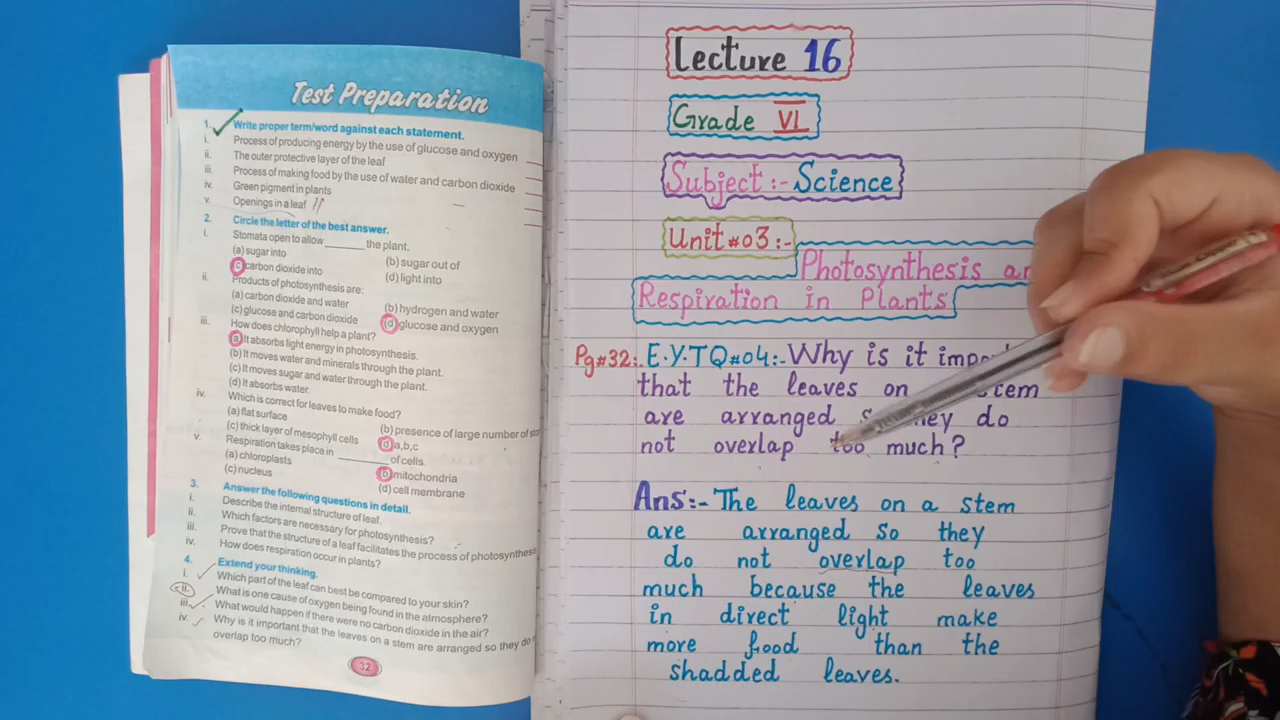 Test Preparation
1. Write proper term/word against each statement.
i. Process of producing energy by the use of glucose and oxygen
ii. The outer protective layer of the leaf
iii. Process of making food by the use of water and carbon dioxide
iv. Green pigment in plants
v. Openings in a leaf
2. Circle the letter of the best answer.
i. Stomata open to allow ______ the plant.
(a) sugar into (b) sugar out of
(c) carbon dioxide into (d) light into
ii. Products of photosynthesis are:
(a) carbon dioxide and water (b) hydrogen and water
(c) glucose and carbon dioxide (d) glucose and oxygen
iii. How does chlorophyll help a plant?
(a) It absorbs light energy in photosynthesis.
(b) It moves water and minerals through the plant.
(c) It moves sugar and water through the plant.
(d) It absorbs water.
iv. Which is correct for leaves to make food?
(a) flat surface (b) presence of large number of
(c) thick layer of mesophyll cells (d) a,b,c
v. Respiration takes place in ________ of cells.
(a) chloroplasts (b) mitochondria
(c) nucleus (d) cell membrane
3. Answer the following questions in detail.
i. Describe the internal structure of leaf.
ii. Which factors are necessary for photosynthesis?
iii. Prove that the structure of a leaf facilitates the process of photosynthesis
iv. How does respiration occur in plants?
4. Extend your thinking.
i. Which part of the leaf can best be compared to your skin?
ii. What is one cause of oxygen being found in the atmosphere?
iii. What would happen if there were no carbon dioxide in the air?
iv. Why is it important that the leaves on a stem are arranged so they do
overlap too much?
32
Lecture 16
Grade VI
Subject:- Science
Unit #03:-
Photosynthesis
Respiration in Plants
Pg#32:. E.Y.T Q#04:- Why is it
that the leaves on
are arranged do
not overlap too much?
Ans:- The leaves on a stem
are arranged so they
do not overlap too
much because the leaves
in direct light make
more food than the
shadded leaves.